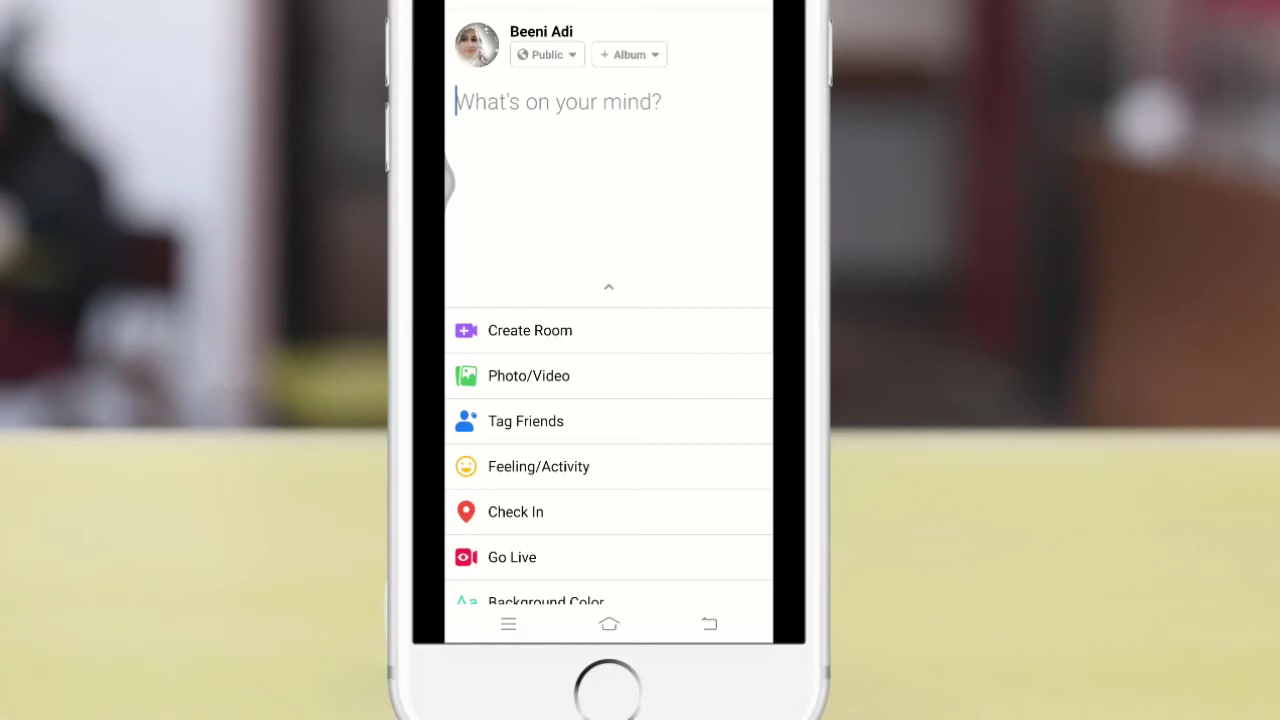 Beeni Adi
Public
+ Album
What's on your mind?
Create Room
Photo/Video
Tag Friends
Feeling/Activity
Check In
Go Live
Aa Background Color